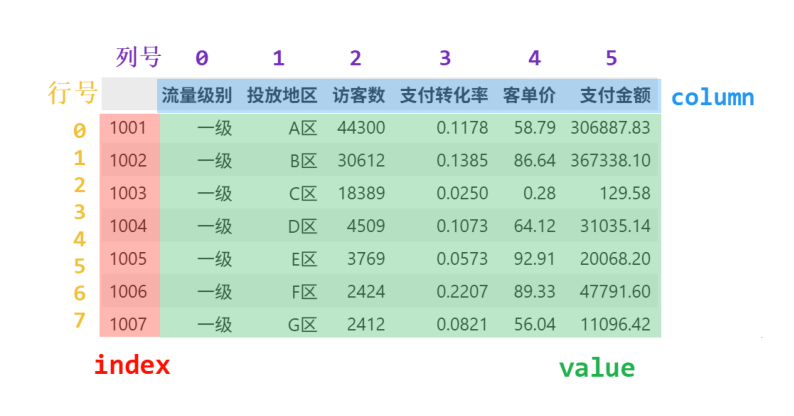 列号 0 1 2 3 4 5
行号 流量级别 投放地区 访客数 支付转化率 客单价 支付金额 column
0 1001 一级 A区 44300 0.1178 58.79 306887.83
1 1002 一级 B区 30612 0.1385 86.64 367338.10
2 1003 一级 C区 18389 0.0250 0.28 129.58
3 1004 一级 D区 4509 0.1073 64.12 31035.14
4 1005 一级 E区 3769 0.0573 92.91 20068.20
5 1006 一级 F区 2424 0.2207 89.33 47791.60
6 1007 一级 G区 2412 0.0821 56.04 11096.42
7
index value